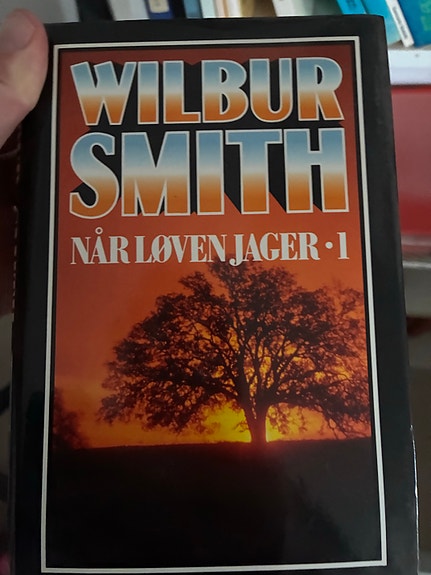 WILBUR
SMITH
NÅR LØVEN JAGER • 1